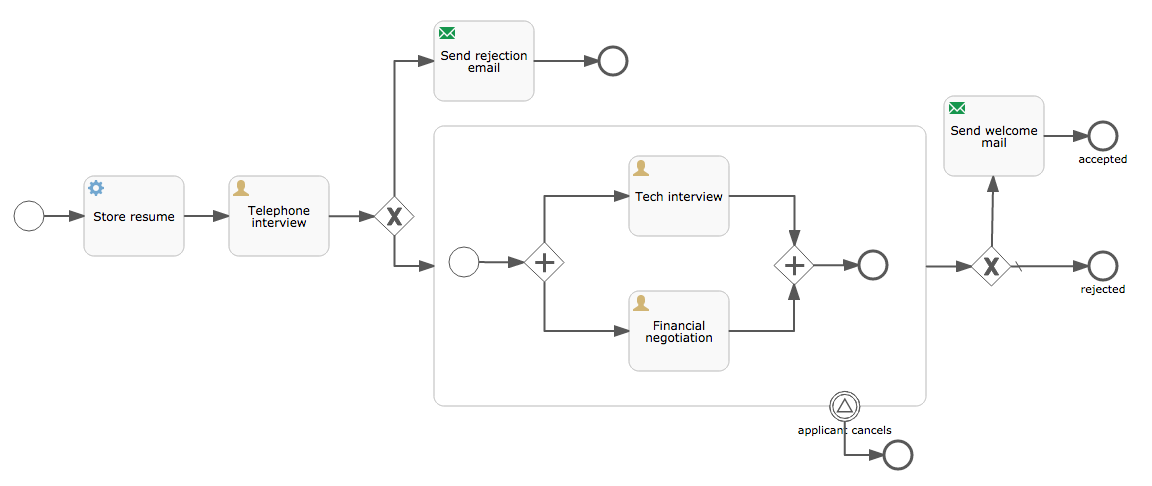 Send rejection
email
Store resume
Telephone
interview
Tech interview
Financial
negotiation
applicant cancels
Send welcome
mail
accepted
rejected